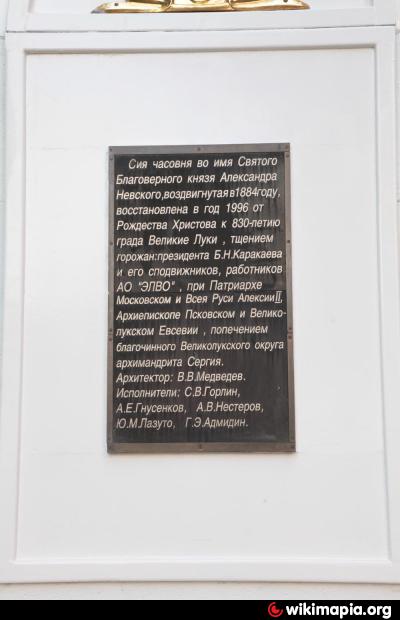 Сия часовня во имя Святого
Благоверного князя Александра
Невского,воздвигнутая в 1884 году,
восстановлена в год 1996 от
Рождества Христова к 830-летию
града Великие Луки , тщением
горожан:президента Б.Н.Каракаева
и его сподвижников, работников
АО "ЭЛВО" , при Патриархе
Московском и Всея Руси Алексии II,
Архиепископе Псковском и Велико-
лукском Евсевии , попечением
благочинного Великолукского округа
архимандрита Сергия.
Архитектор: В.В.Медведев.
Исполнители: С.В.Горлин,
А.Е.Гнусенков, А.В.Нестеров,
Ю.М.Лазуто, Г.Э.Адмидин.
wikimapia.org